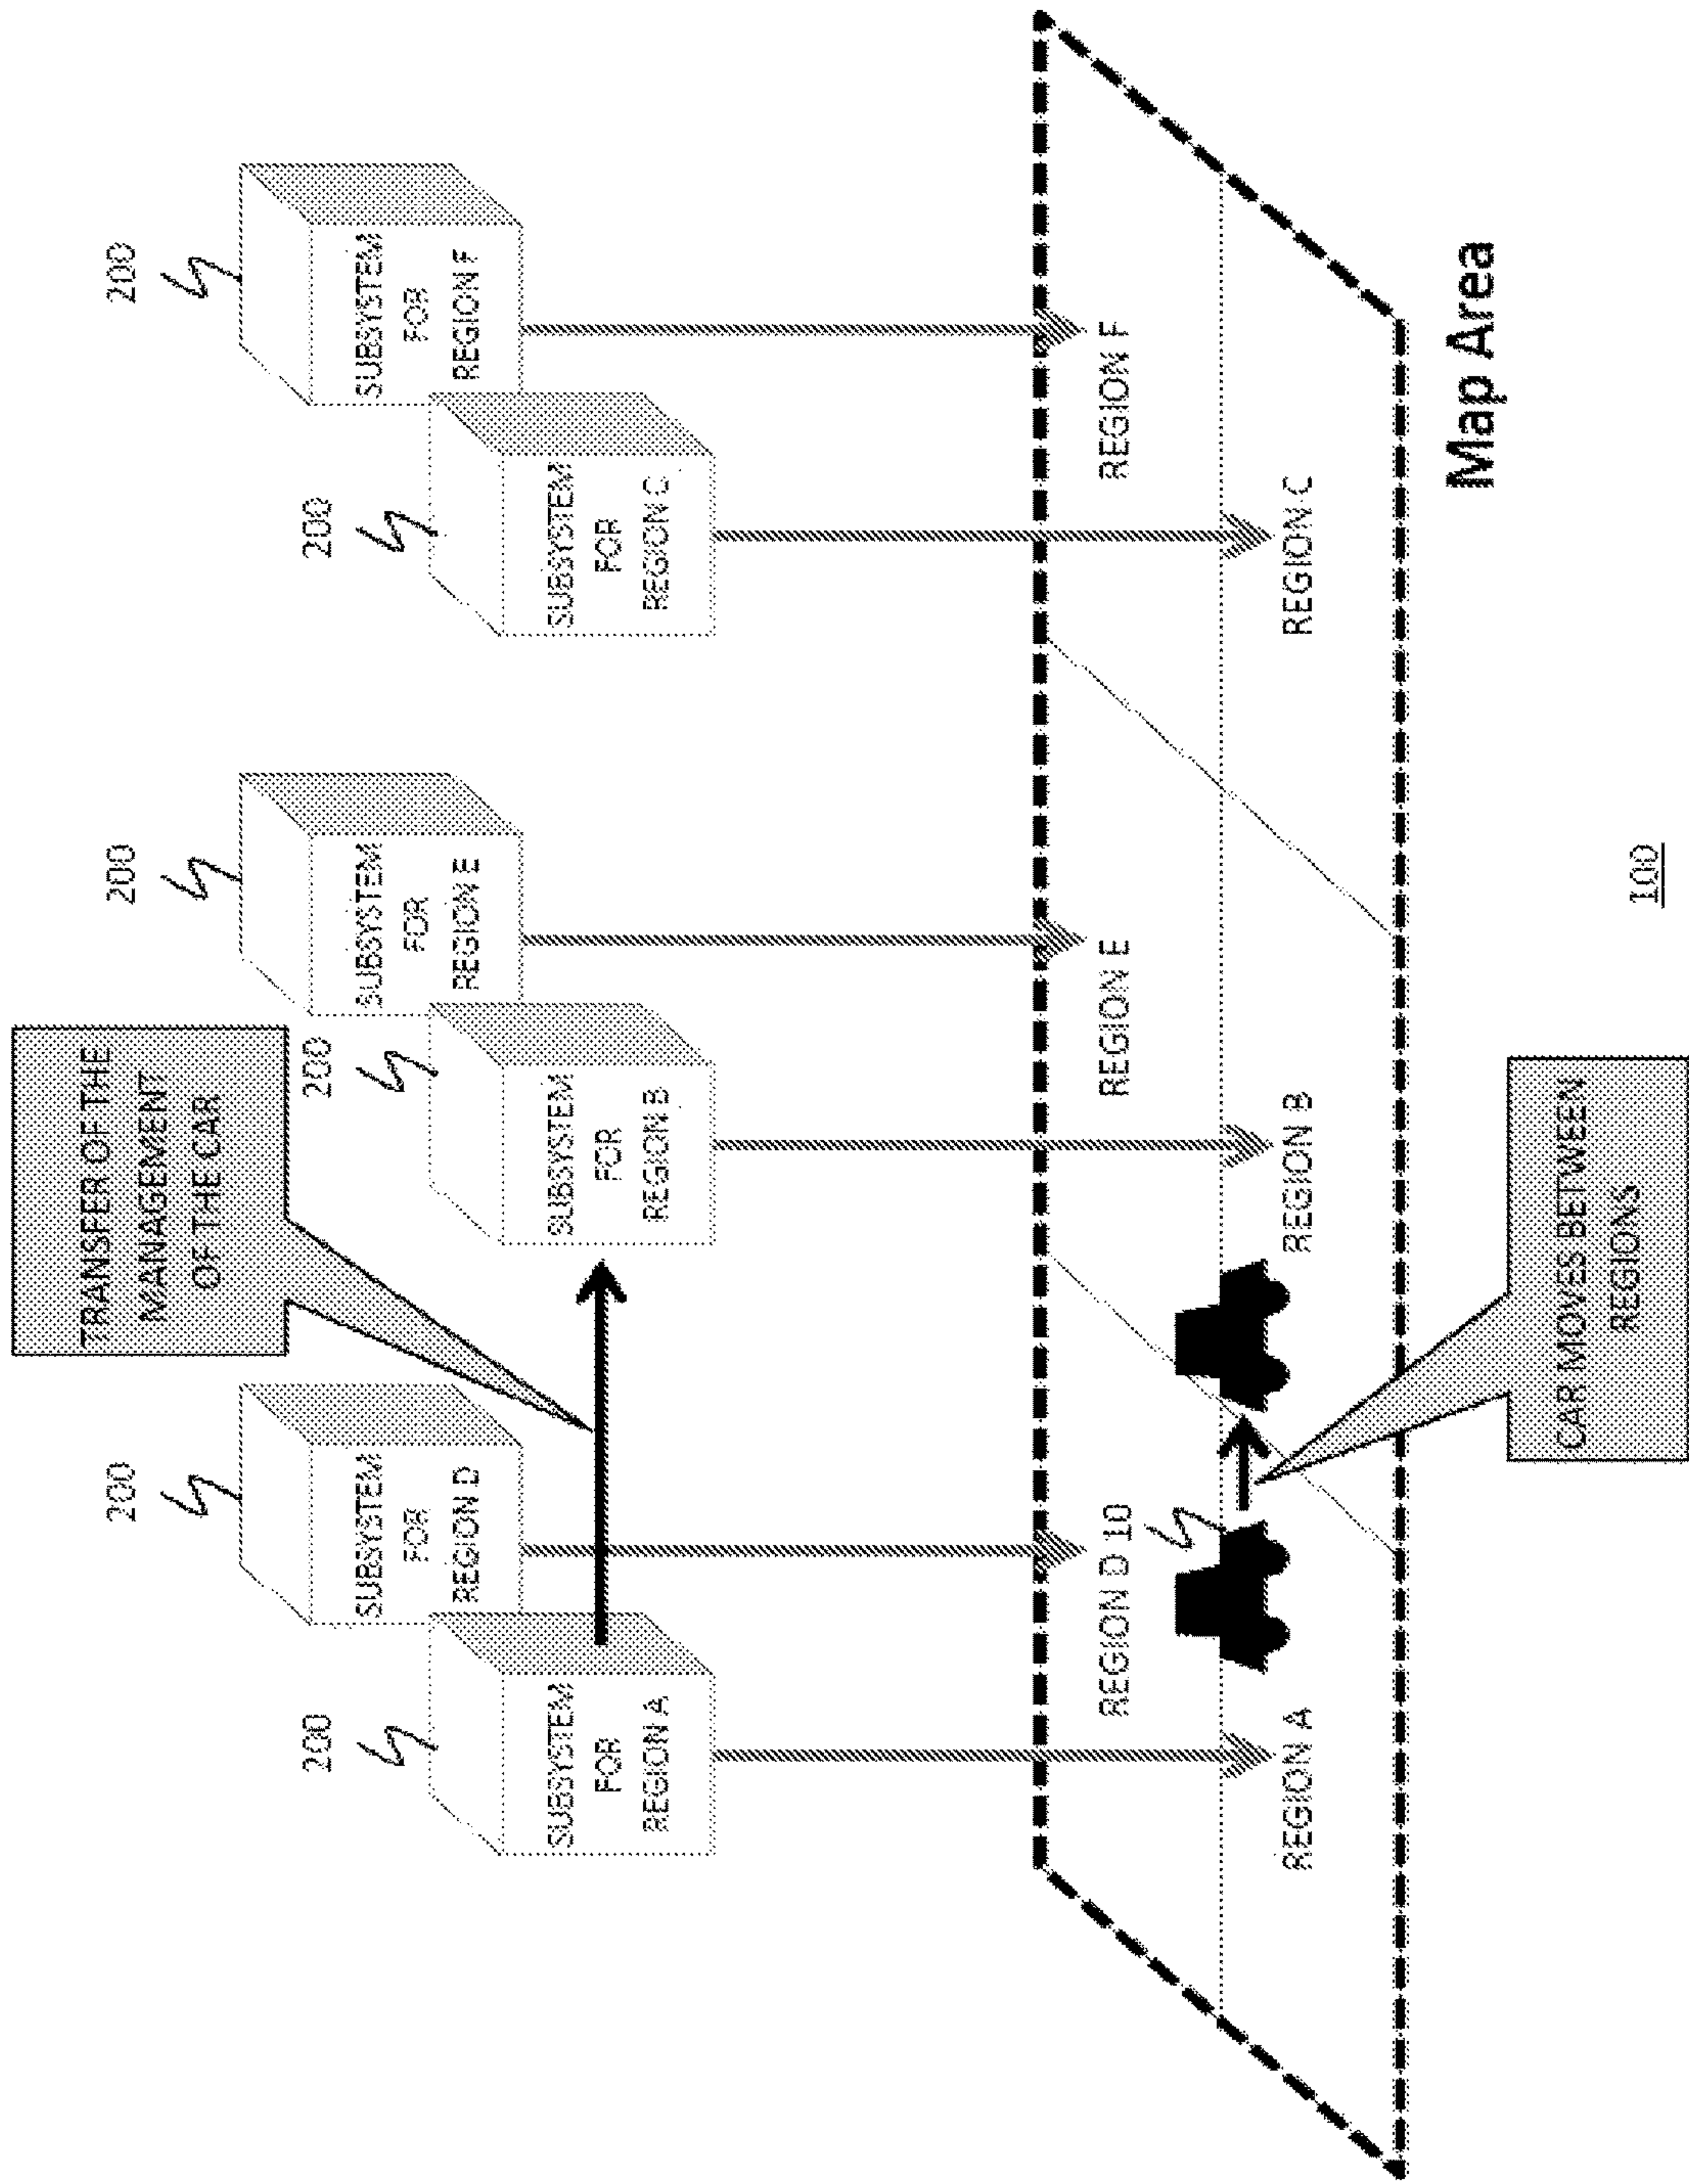 TRANSFER OF THE
MANAGEMENT
OF THE CAR
200
200
200
SUBSYSTEM
FOR
REGION D
SUBSYSTEM
FOR
REGION E
SUBSYSTEM
FOR
REGION F
200
200
200
SUBSYSTEM
FOR
REGION A
SUBSYSTEM
FOR
REGION B
SUBSYSTEM
FOR
REGION C
REGION D 10
REGION E
REGION F
REGION A
REGION B
REGION C
Map Area
CAR MOVES BETWEEN
REGIONS
100